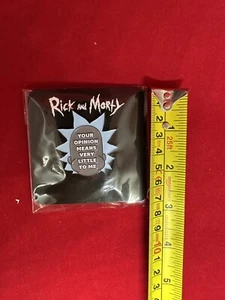 Rick and Morty
YOUR
OPINION
MEANS
VERY
LITTLE
TO ME